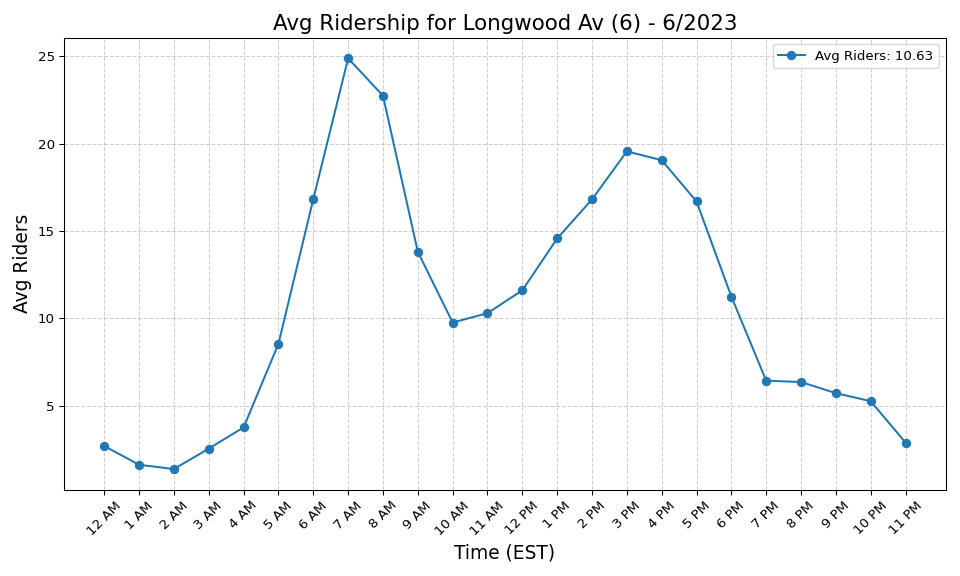 Avg Ridership for Longwood Av (6) - 6/2023
Avg Riders: 10.63
Avg Riders
25
20
15
10
5
12 AM
1 AM
2 AM
3 AM
4 AM
5 AM
6 AM
7 AM
8 AM
9 AM
10 AM
11 AM
12 PM
1 PM
2 PM
3 PM
4 PM
5 PM
6 PM
7 PM
8 PM
9 PM
10 PM
11 PM
Time (EST)